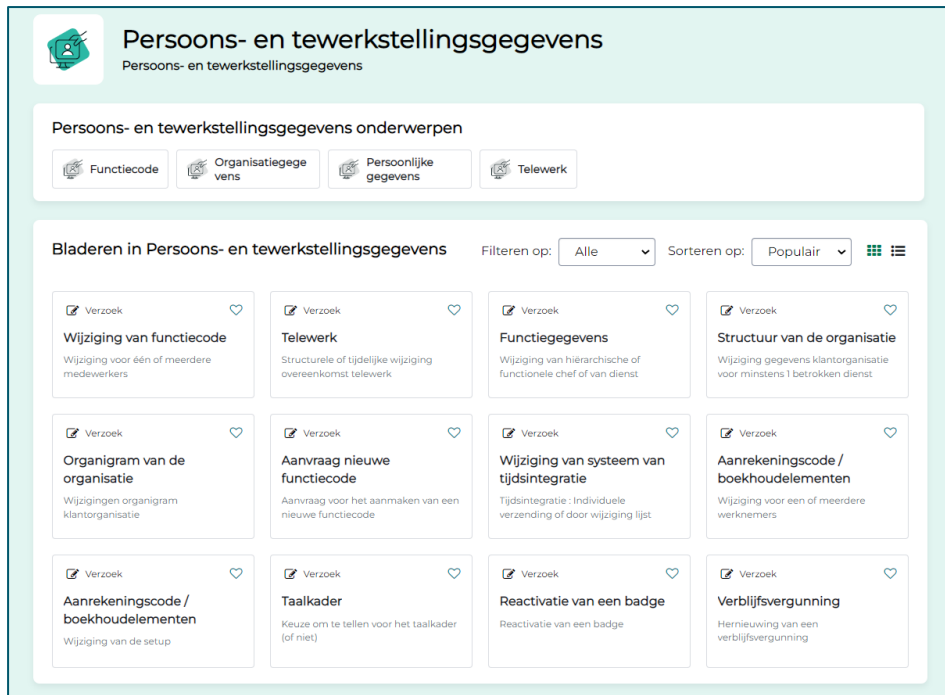 Persoons- en tewerkstellingsgegevens
Persoons- en tewerkstellingsgegevens
Persoons- en tewerkstellingsgegevens onderwerpen
Functiecode
Organisatiegege
vens
Persoonlijke
gegevens
Telewerk
Bladeren in Persoons- en tewerkstellingsgegevens
Filteren op:
Alle
Sorteren op:
Populair
Verzoek
Wijziging van functiecode
Wijziging voor één of meerdere
medewerkers
Verzoek
Telewerk
Structurele of tijdelijke wijziging
overeenkomst telewerk
Verzoek
Functiegegevens
Wijziging van hiërarchische of
functionele chef of van dienst
Verzoek
Structuur van de organisatie
Wijziging gegevens klantorganisatie
voor minstens 1 betrokken dienst
Verzoek
Organigram van de
organisatie
Wijzigingen organigram
klantorganisatie
Verzoek
Aanvraag nieuwe
functiecode
Aanvraag voor het aanmaken van een
nieuwe functiecode
Verzoek
Wijziging van systeem van
tijdsintegratie
Tijdsintegratie : Individuele
verzending of door wijziging lijst
Verzoek
Aanrekeningscode /
boekhoudelementen
Wijziging voor een of meerdere
werknemers
Verzoek
Aanrekeningscode /
boekhoudelementen
Wijziging van de setup
Verzoek
Taalkader
Keuze om te tellen voor het taalkader
(of niet)
Verzoek
Reactivatie van een badge
Reactivatie van een badge
Verzoek
Verblijfsvergunning
Hernieuwing van een
verblijfsvergunning